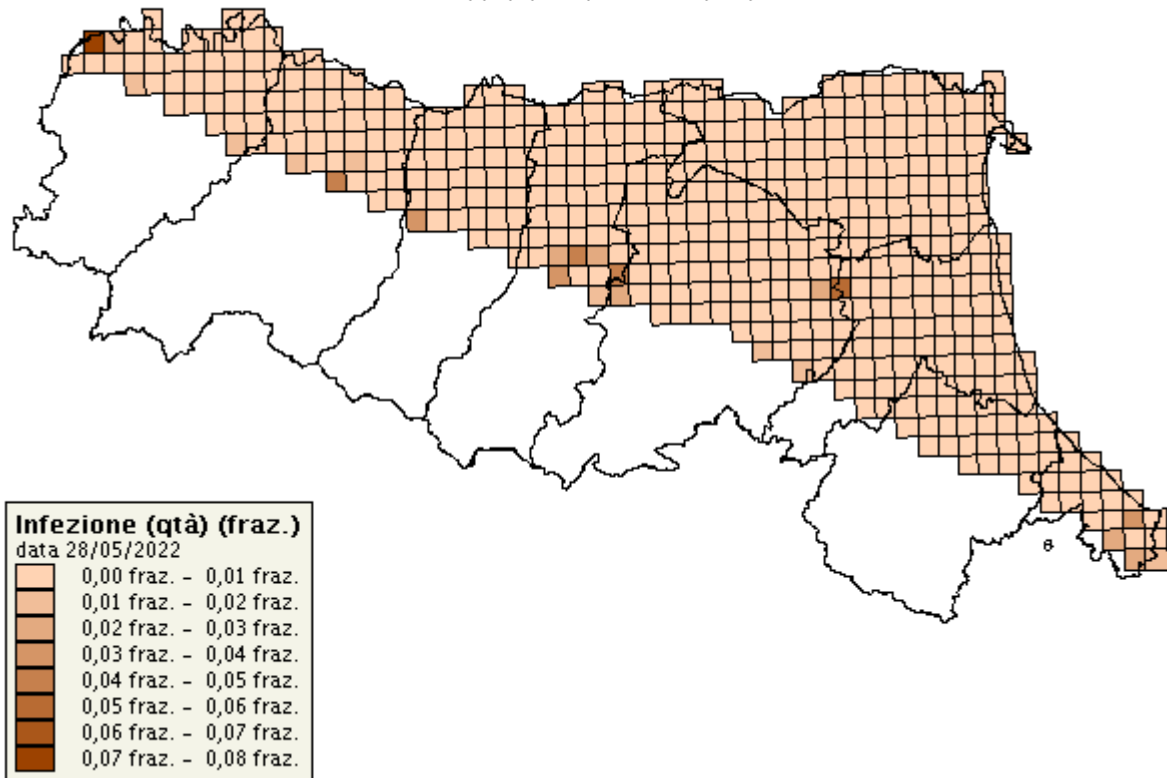 Infezione (qtà) (fraz.)
data 28/05/2022
0,00 fraz. - 0,01 fraz.
0,01 fraz. - 0,02 fraz.
0,02 fraz. - 0,03 fraz.
0,03 fraz. - 0,04 fraz.
0,04 fraz. - 0,05 fraz.
0,05 fraz. - 0,06 fraz.
0,06 fraz. - 0,07 fraz.
0,07 fraz. - 0,08 fraz.